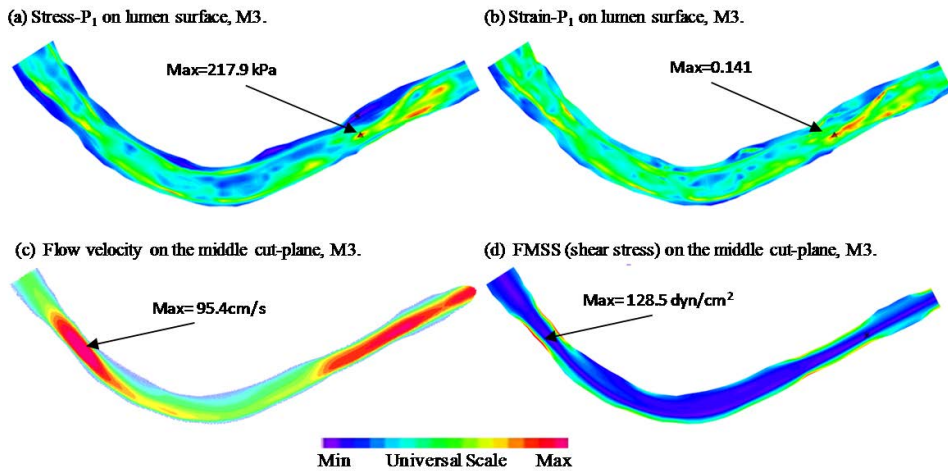 (a) Stress-P₁ on lumen surface, M3.
(b) Strain-P₁ on lumen surface, M3.
Max=217.9 kPa
Max=0.141
(c) Flow velocity on the middle cut-plane, M3.
(d) FMSS (shear stress) on the middle cut-plane, M3.
Max= 95.4cm/s
Max=128.5 dyn/cm²
Min Universal Scale Max